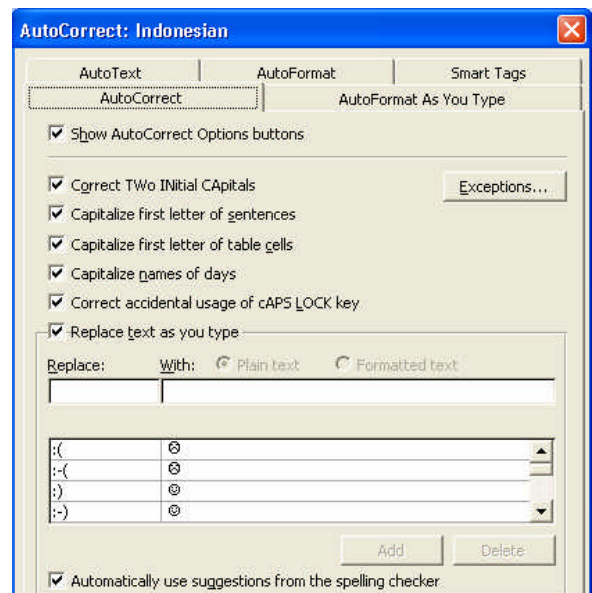 AutoCorrect: Indonesian
AutoText AutoFormat Smart Tags
AutoCorrect AutoFormat As You Type
Show AutoCorrect Options buttons
Correct TWo INitial CApitals Exceptions...
Capitalize first letter of sentences
Capitalize first letter of table cells
Capitalize names of days
Correct accidental usage of cAPS LOCK key
Replace text as you type
Replace: With: Plain text Formatted text
:( ☹
:-( ☹
:) ☺
:-) ☺
Add Delete
Automatically use suggestions from the spelling checker